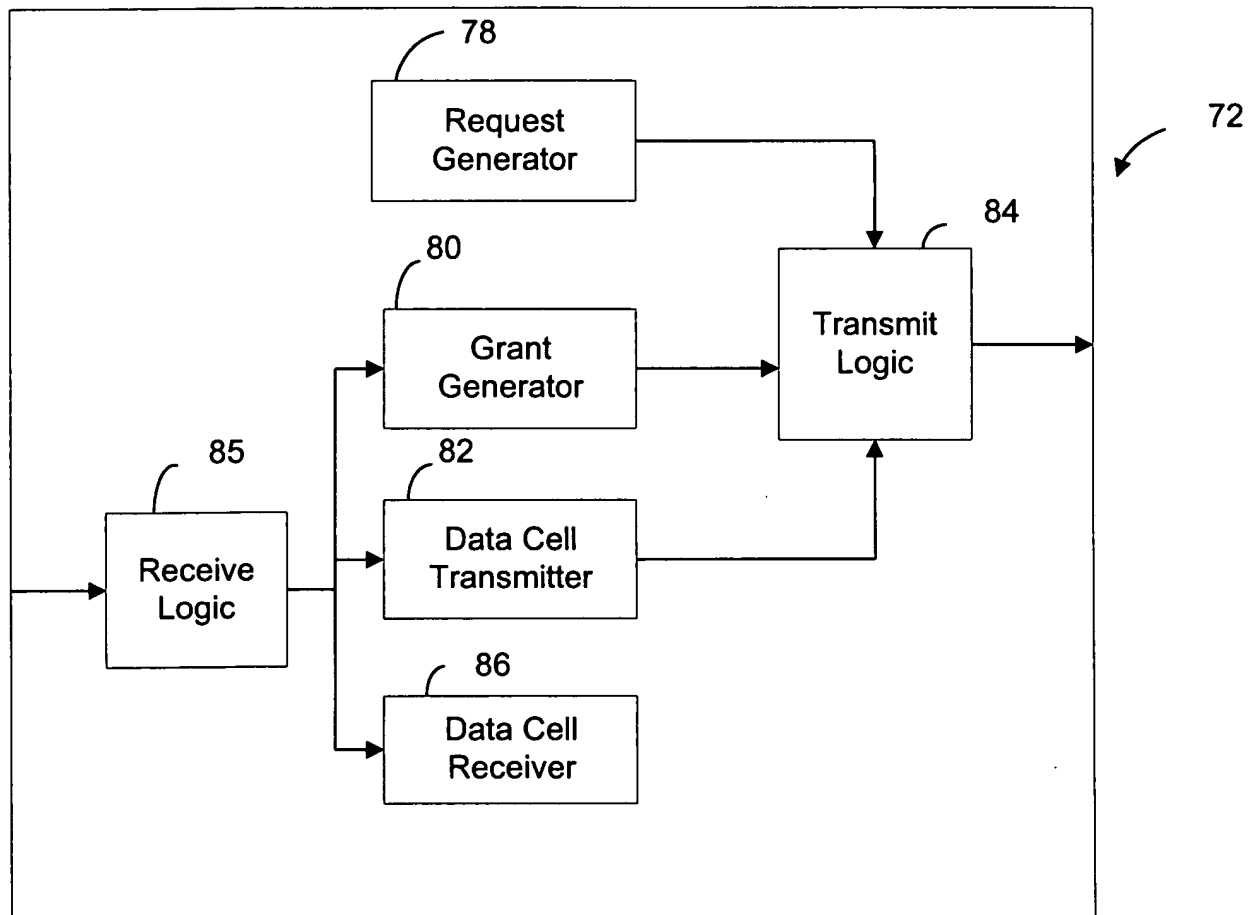 78
Request
Generator
72
84
Transmit
Logic
80
Grant
Generator
85
Receive
Logic
82
Data Cell
Transmitter
86
Data Cell
Receiver